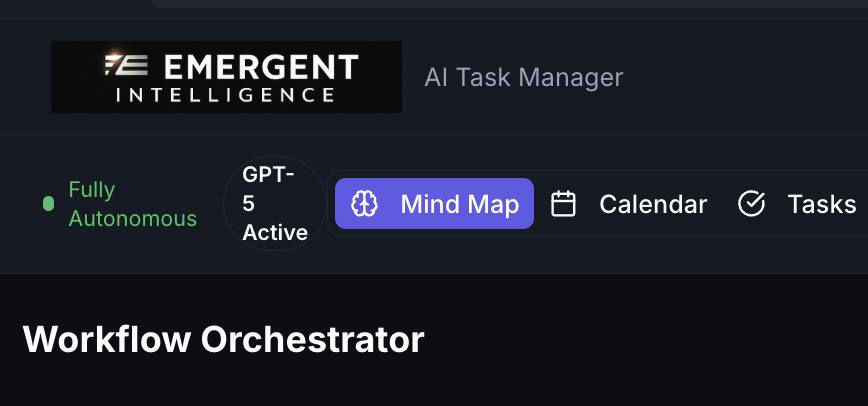 EMERGENT
INTELLIGENCE
AI Task Manager
Fully
Autonomous
GPT-
5
Active
Mind Map
Calendar
Tasks
Workflow Orchestrator